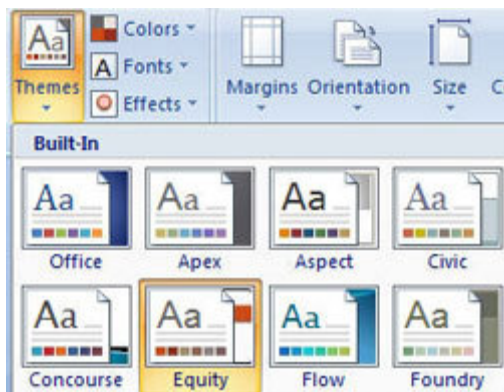 Aa
Themes
Colors
A Fonts
Effects
Margins Orientation Size C
Built-In
Aa Aa Aa Aa
Office Apex Aspect Civic
Aa Aa Aa Aa
Concourse Equity Flow Foundry